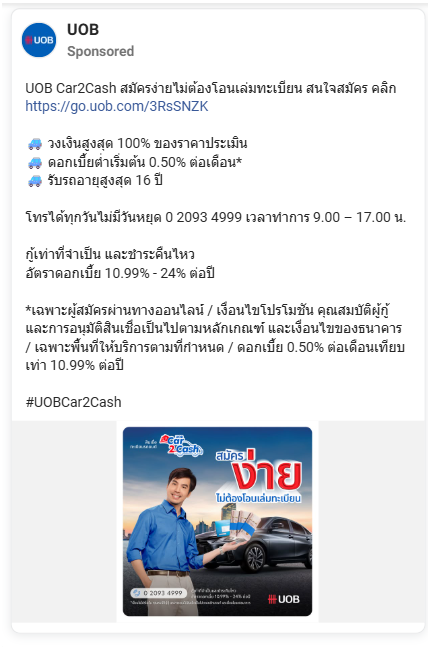 UOB
UOB
Sponsored
UOB Car2Cash สมัครง่ายไม่ต้องโอนเล่มทะเบียน สนใจสมัคร คลิก
https://go.uob.com/3RsSNZK
🚙 วงเงินสูงสุด 100% ของราคาประเมิน
🚙 ดอกเบี้ยต่ำเริ่มต้น 0.50% ต่อเดือน*
🚙 รับรถอายุสูงสุด 16 ปี
โทรได้ทุกวันไม่มีวันหยุด 0 2093 4999 เวลาทำการ 9.00 – 17.00 น.
กู้เท่าที่จำเป็น และชำระคืนไหว
อัตราดอกเบี้ย 10.99% - 24% ต่อปี
*เฉพาะผู้สมัครผ่านทางออนไลน์ / เงื่อนไขโปรโมชัน คุณสมบัติผู้กู้
และการอนุมัติสินเชื่อเป็นไปตามหลักเกณฑ์ และเงื่อนไขของธนาคาร
/ เฉพาะพื้นที่ให้บริการตามที่กำหนด / ดอกเบี้ย 0.50% ต่อเดือนเทียบ
เท่า 10.99% ต่อปี
#UOBCar2Cash
Car
2Cash
สมัคร
ง่าย
ไม่ต้องโอนเล่มทะเบียน
0 2093 4999
UOB